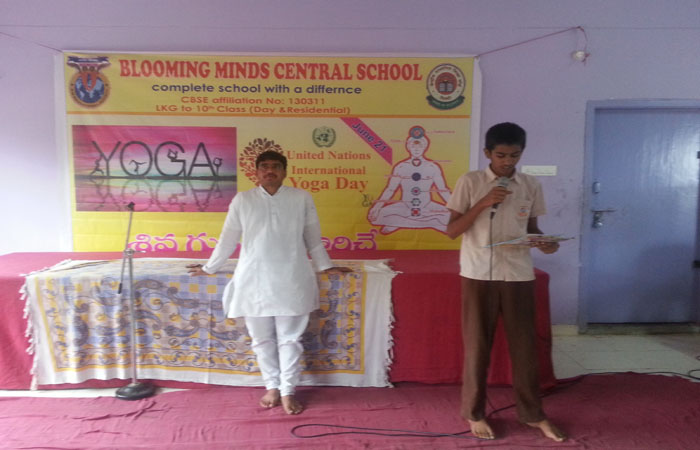 BLOOMING MINDS CENTRAL SCHOOL
complete school with a differnce
CBSE affiliation No: 130311
LKG to 10th Class (Day &Residential)
YOGA
June 21
United Nations
International
Yoga Day
&
శివ